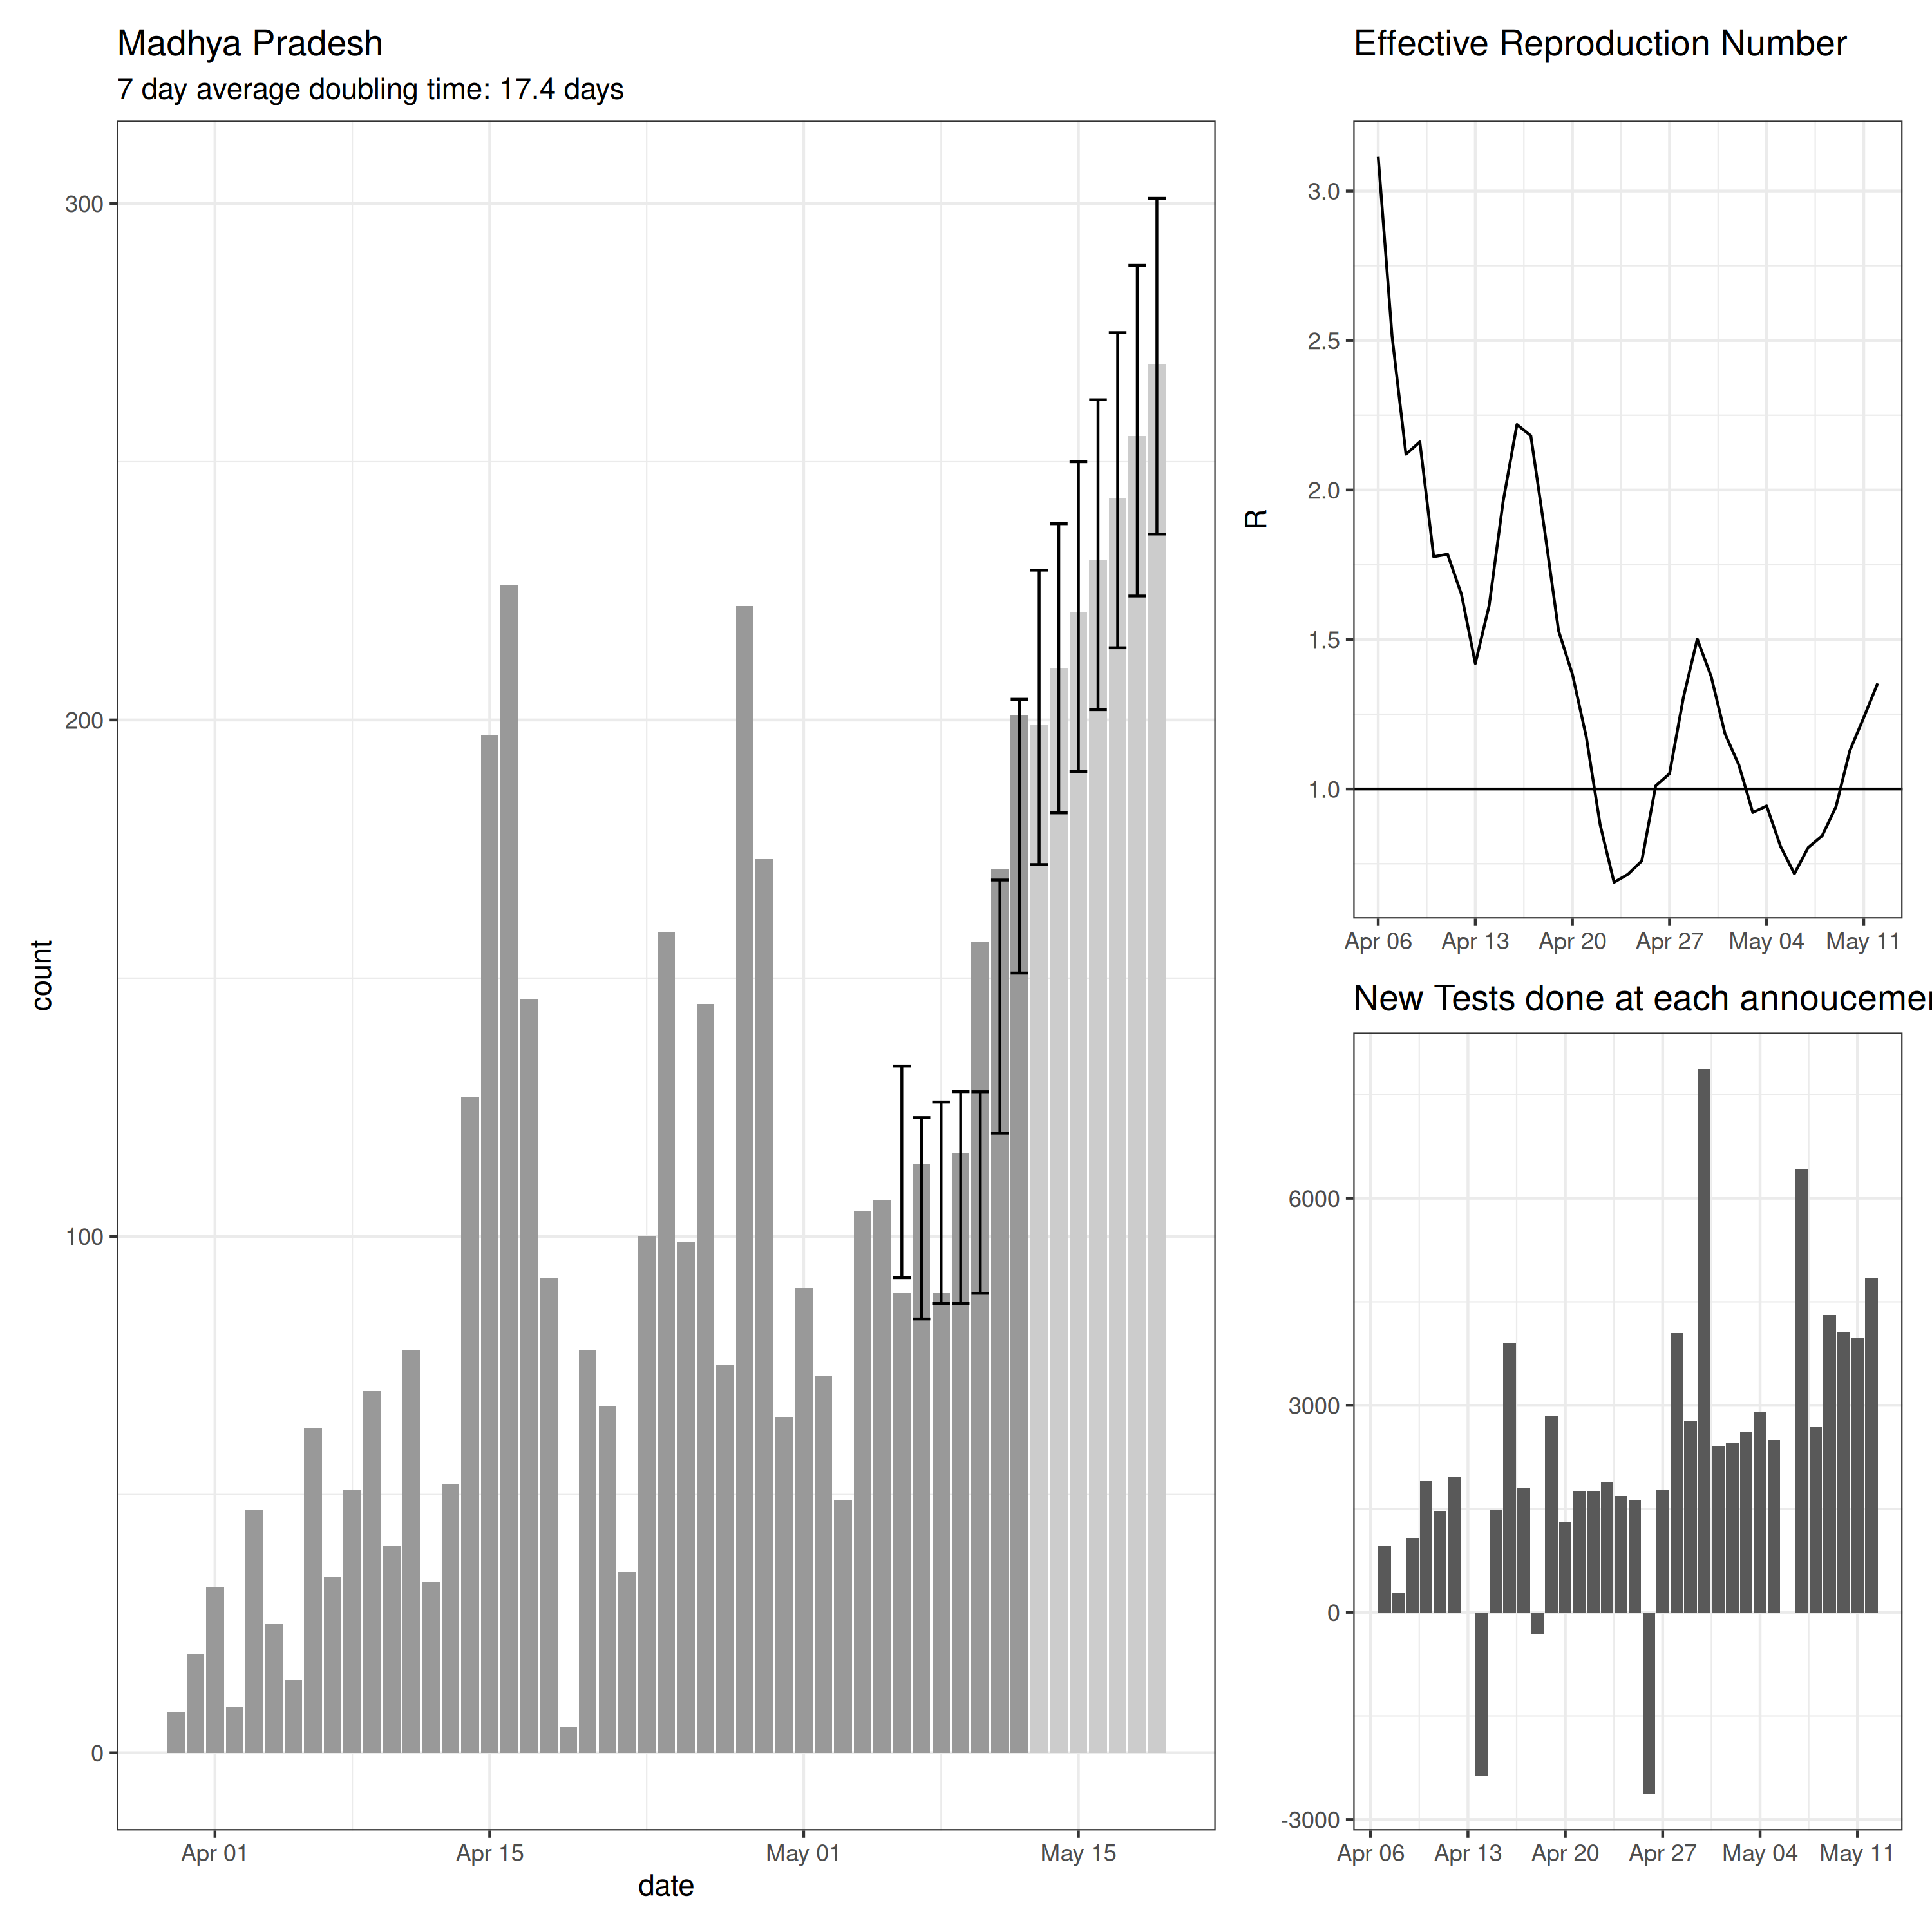 Madhya Pradesh
7 day average doubling time: 17.4 days
300
200
100
0
count
Apr 01 Apr 15 May 01 May 15
date
Effective Reproduction Number
3.0
2.5
2.0
1.5
1.0
R
Apr 06 Apr 13 Apr 20 Apr 27 May 04 May 11
New Tests done at each annoucemer
6000
3000
0
-3000
Apr 06 Apr 13 Apr 20 Apr 27 May 04 May 11